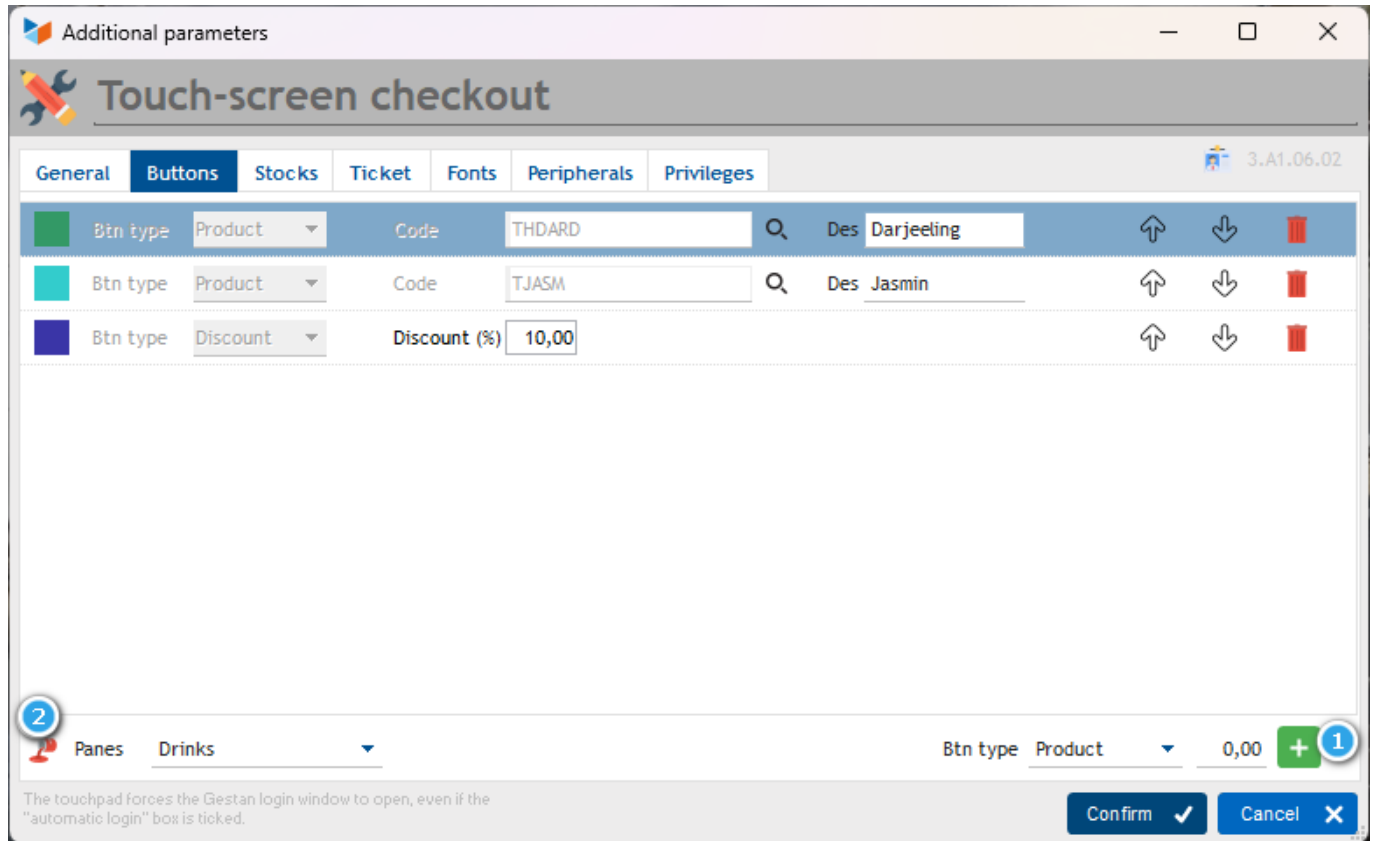 Additional parameters
Touch-screen checkout
General Buttons Stocks Ticket Fonts Peripherals Privileges 3.A1.06.02
Btn type Product Code THDARD Des Darjeeling
Btn type Product Code TJASM Des Jasmin
Btn type Discount Discount (%) 10,00
2
Panes Drinks Btn type Product 0,00 + 1
The touchpad forces the Gestan login window to open, even if the
"automatic login" box is ticked.
Confirm Cancel